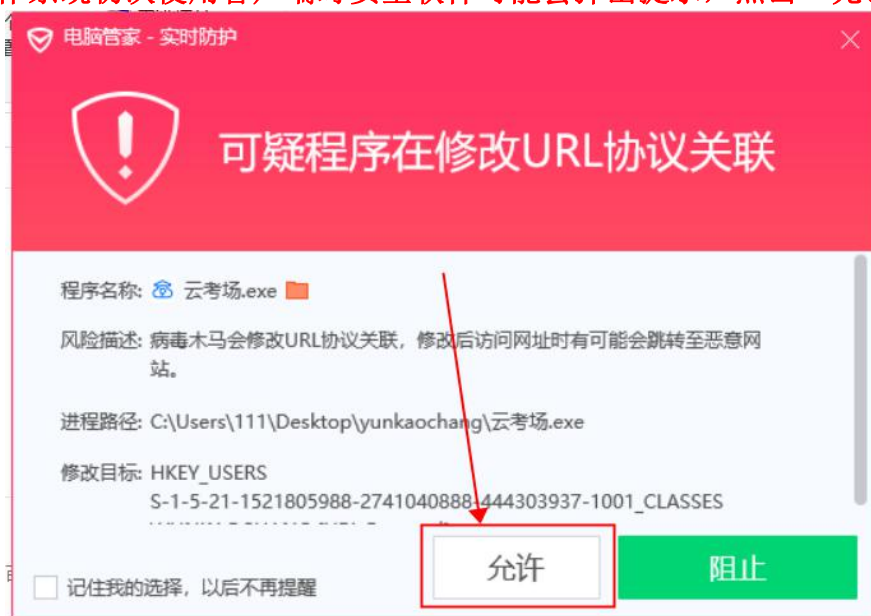 电脑管家 - 实时防护
可疑程序在修改URL协议关联
程序名称: 云考场.exe
风险描述: 病毒木马会修改URL协议关联，修改后访问网址时有可能会跳转至恶意网
站。
进程路径: C:\Users\111\Desktop\yunkaochang\云考场.exe
修改目标: HKEY_USERS
S-1-5-21-1521805988-2741040888-444303937-1001_CLASSES
记住我的选择，以后不再提醒
允许
阻止